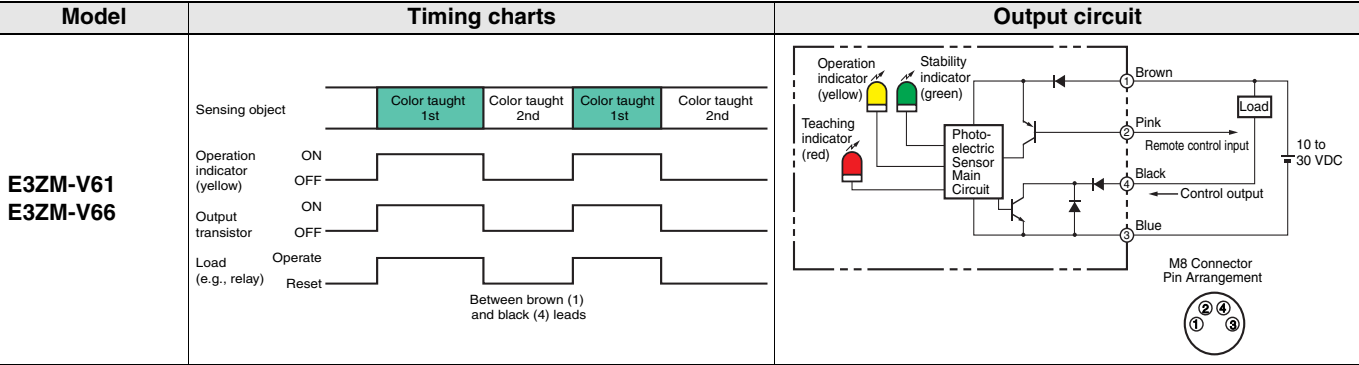 Model
Timing charts
Output circuit
E3ZM-V61
E3ZM-V66
Sensing object
Color taught
1st
Color taught
2nd
Color taught
1st
Color taught
2nd
Operation
indicator
(yellow)
ON
OFF
Output
transistor
ON
OFF
Load
(e.g., relay)
Operate
Reset
Between brown (1)
and black (4) leads
Operation
indicator
(yellow)
Stability
indicator
(green)
Teaching
indicator
(red)
Photo-
electric
Sensor
Main
Circuit
1
Brown
Load
2
Pink
Remote control input
10 to
30 VDC
4
Black
Control output
3
Blue
M8 Connector
Pin Arrangement
2 4
1 3